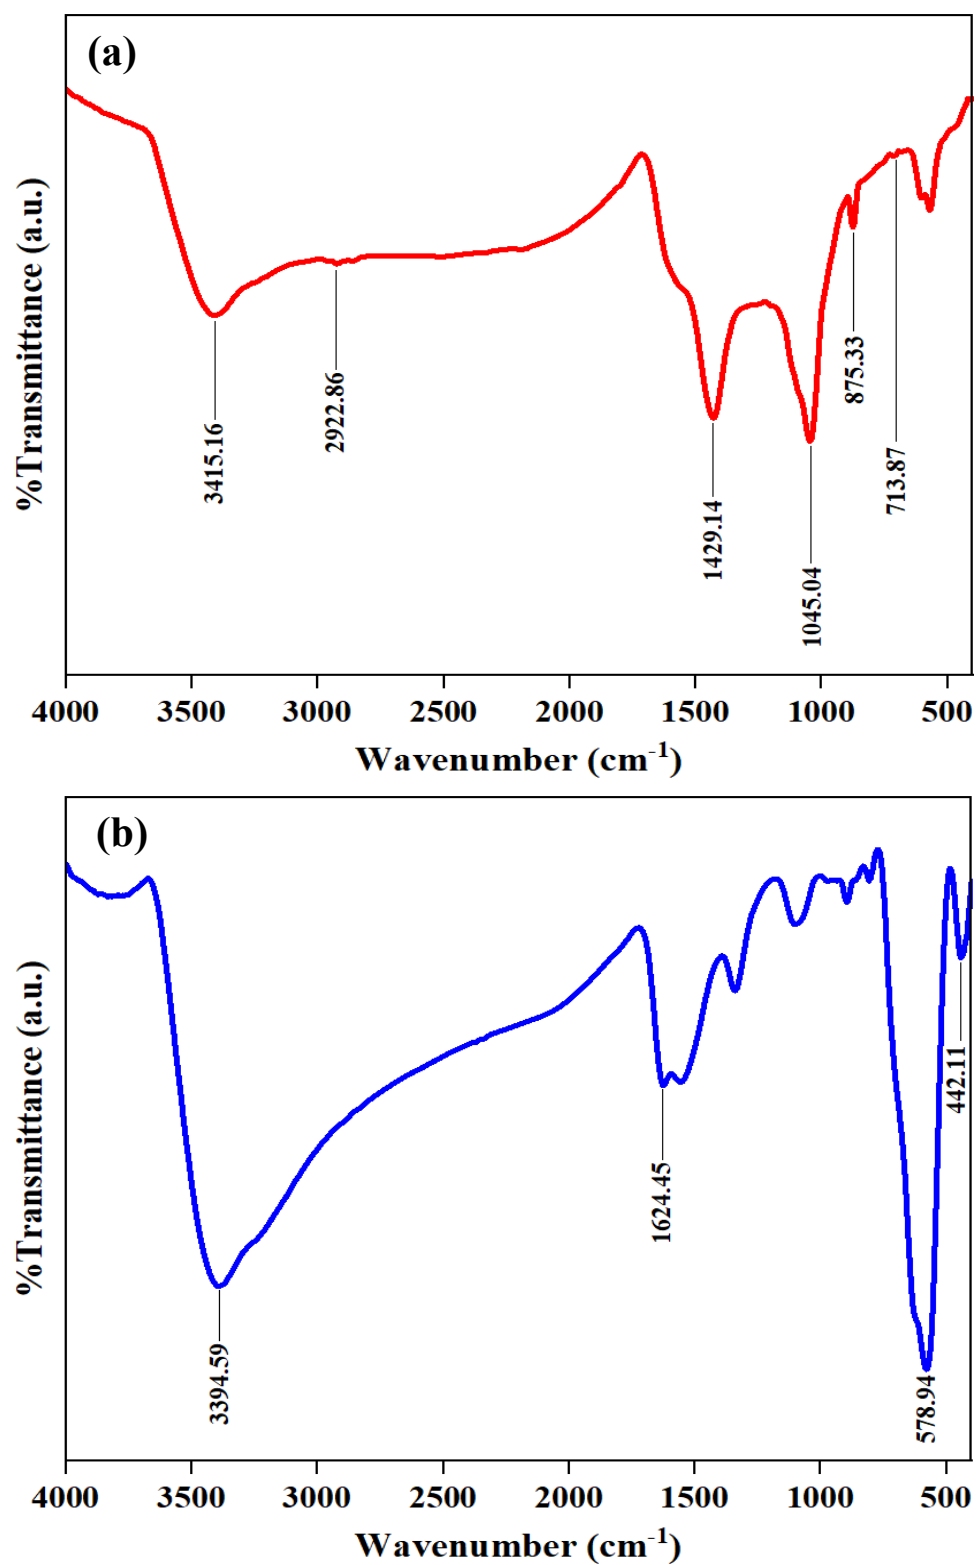 (a)
%Transmittance (a.u.)
3415.16
2922.86
1429.14
1045.04
875.33
713.87
4000 3500 3000 2500 2000 1500 1000 500
Wavenumber (cm⁻¹)
(b)
%Transmittance (a.u.)
3394.59
1624.45
578.94
442.11
4000 3500 3000 2500 2000 1500 1000 500
Wavenumber (cm⁻¹)